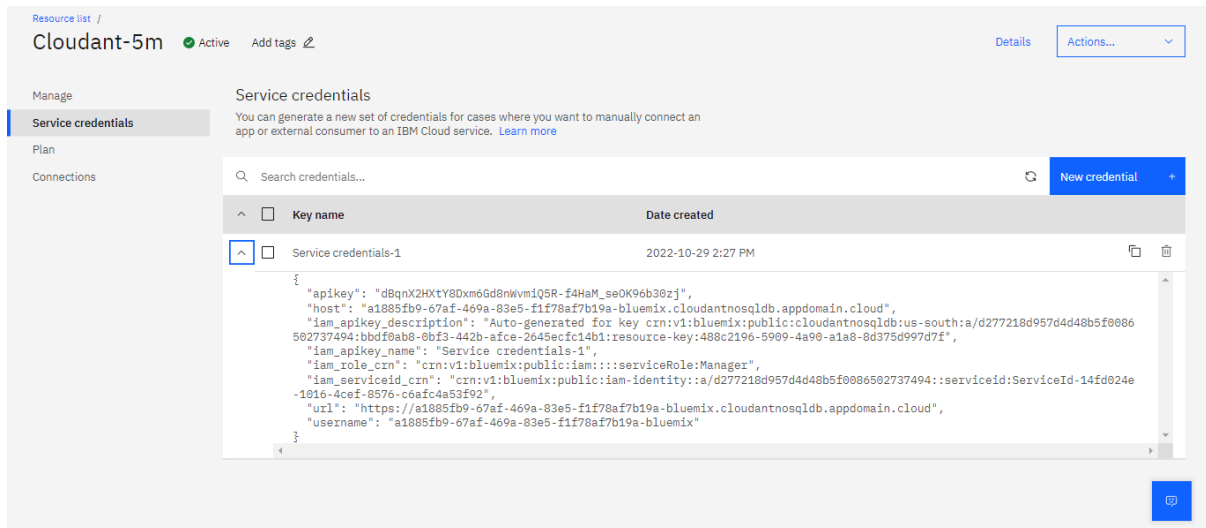 Resource list /
Cloudant-5m Active Add tags Details Actions...
Manage
Service credentials
Plan
Connections
Service credentials
You can generate a new set of credentials for cases where you want to manually connect an
app or external consumer to an IBM Cloud service. Learn more
Search credentials... New credential +
Key name Date created
Service credentials-1 2022-10-29 2:27 PM
{
"apikey": "dBqnX2HXtY8Dxm6Gd8nWvmiQ5R-f4HaM_seOK96b30zj",
"host": "a1885fb9-67af-469a-83e5-f1f78af7b19a-bluemix.cloudantnosqldb.appdomain.cloud",
"iam_apikey_description": "Auto-generated for key crn:v1:bluemix:public:cloudantnosqldb:us-south:a/d277218d957d4d48b5f0086
502737494:bbdf0ab8-0bf3-442b-afce-2645ecfc14b1:resource-key:488c2196-5909-4a90-a1a8-8d375d997d7f",
"iam_apikey_name": "Service credentials-1",
"iam_role_crn": "crn:v1:bluemix:public:iam::::serviceRole:Manager",
"iam_serviceid_crn": "crn:v1:bluemix:public:iam-identity::a/d277218d957d4d48b5f0086502737494::serviceid:ServiceId-14fd024e
-1016-4cef-8576-c6afc4a53f92",
"url": "https://a1885fb9-67af-469a-83e5-f1f78af7b19a-bluemix.cloudantnosqldb.appdomain.cloud",
"username": "a1885fb9-67af-469a-83e5-f1f78af7b19a-bluemix"
}